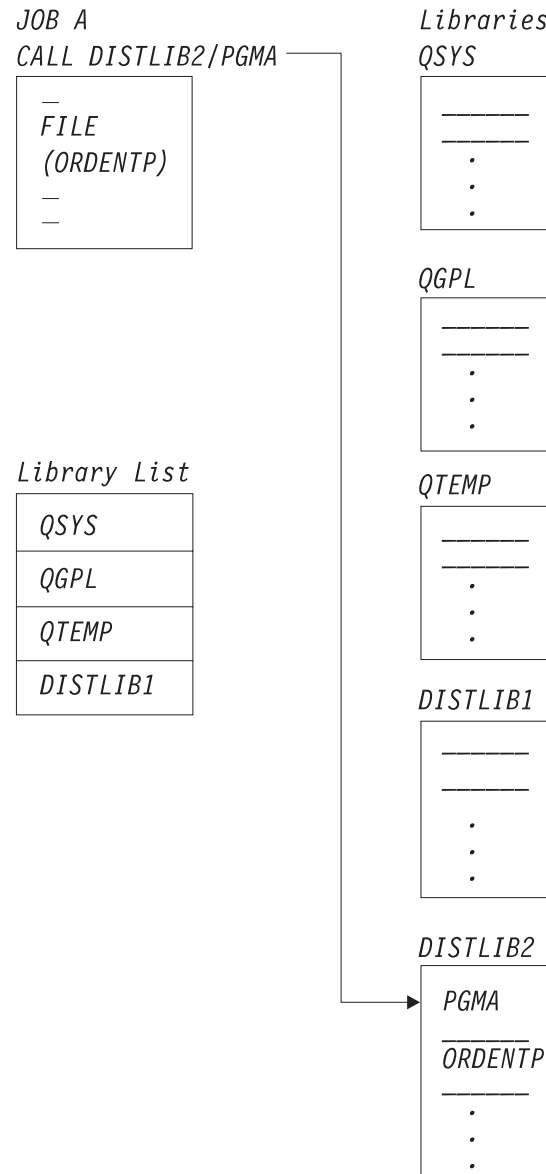 JOB A
CALL DISTLIB2/PGMA
FILE
(ORDENTP)
Library List
QSYS
QGPL
QTEMP
DISTLIB1
Libraries
QSYS
QGPL
QTEMP
DISTLIB1
DISTLIB2
PGMA
ORDENTP